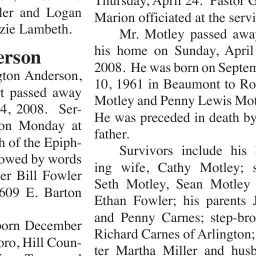 ler and Logan
zie Lambeth.
erson
gton Anderson,
rt passed away
4, 2008. Ser-
on Monday at
h of the Epiph-
owed by words
er Bill Fowler
609 E. Barton
orn December
oro, Hill Coun-
Thursday, April 24. Pastor
Marion officiated at the servi
Mr. Motley passed away
his home on Sunday, April
2008. He was born on Septem
10, 1961 in Beaumont to Ro
Motley and Penny Lewis Mot
He was preceded in death by
father.
Survivors include his
ing wife, Cathy Motley; s
Seth Motley, Sean Motley
Ethan Fowler; his parents J
and Penny Carnes; step-bro
Richard Carnes of Arlington;
ter Martha Miller and husb